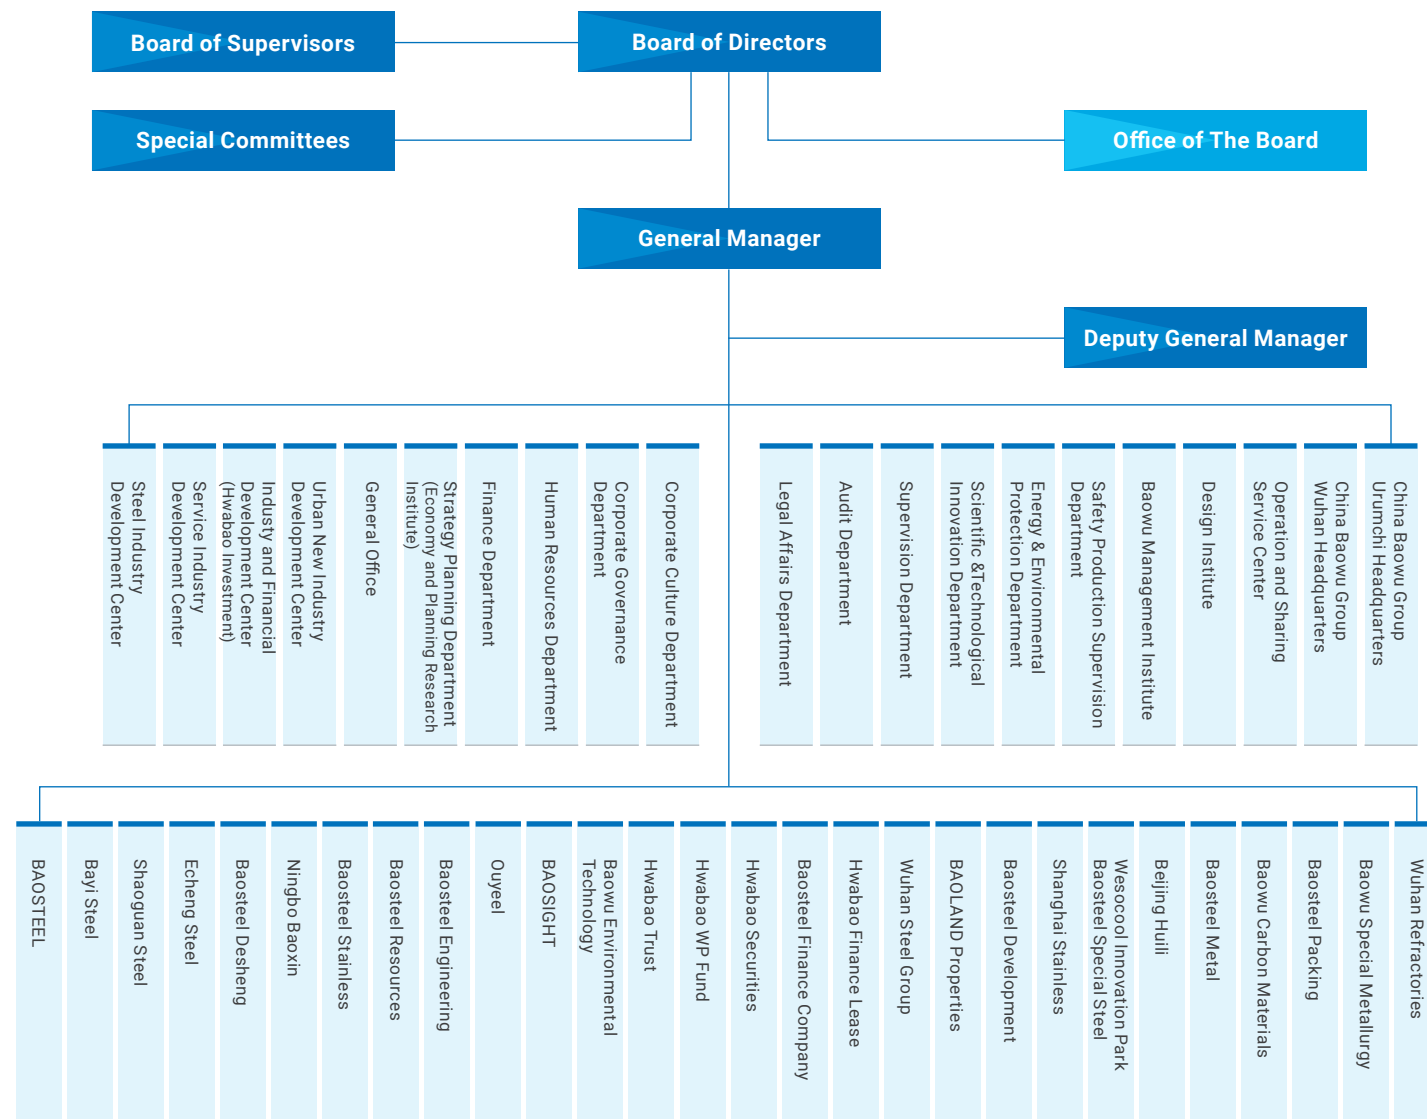 Board of Supervisors
Board of Directors
Special Committees
Office of The Board
General Manager
Deputy General Manager
Steel Industry
Development Center
Service Industry
Development Center
Industy and Financial
Development Center
(Hwabao Investment)
Urban New Industry
Development Center
General Office
Strategy Planning Department
(Economy and Planning Research
Institute)
Finance Department
Human Resources Department
Corporate Governance
Department
Corporate Culture Department
Legal Affairs Department
Audit Department
Supervision Department
Scientific &Technological
Innovation Department
Energy & Environmental
Protection Department
Safety Production Supervision
Department
Baowu Management Institute
Design Institute
Operation and Sharing
Service Center
China Baowu Group
Wuhan Headquarters
China Baowu Group
Urumchi Headquarters
BAOSTEEL
Bayi Steel
Shaoguan Steel
Echeng Steel
Baosteel Desheng
Ningbo Baoxin
Baosteel Stainless
Baosteel Resources
Baosteel Engineering
Ouyeel
BAOSIGHT
Baowu Environmental
Technology
Hwabao Trust
Hwabao WP Fund
Hwabao Securities
Baosteel Finance Company
Hwabao Finance Lease
Wuhan Steel Group
BAOLAND Properties
Baosteel Development
Shanghai Stainless
Wesocool Innovation Park
Baosteel Special Steel
Beijing Huili
Baosteel Metal
Baowu Carbon Materials
Baosteel Packing
Baowu Special Metallurgy
Wuhan Refractories